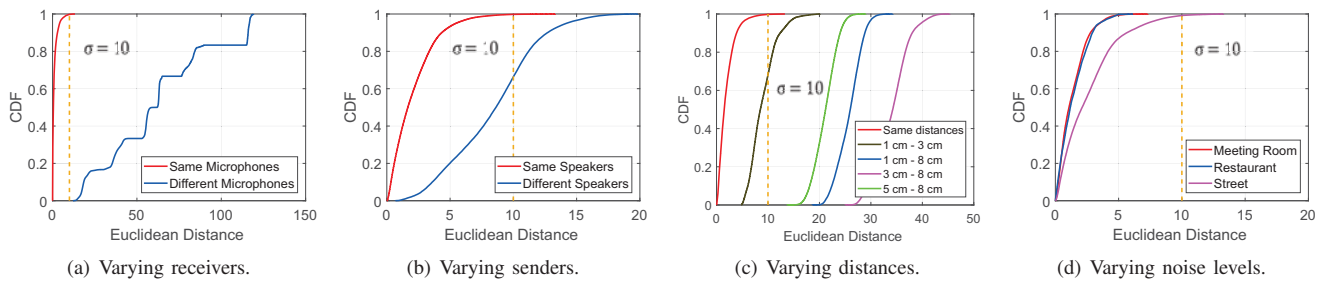 CDF
1
0.8
0.6
0.4
0.2
0
σ = 10
Same Microphones
Different Microphones
0 50 100 150
Euclidean Distance
(a) Varying receivers.
CDF
1
0.8
0.6
0.4
0.2
0
σ = 10
Same Speakers
Different Speakers
0 5 10 15 20
Euclidean Distance
(b) Varying senders.
CDF
1
0.8
0.6
0.4
0.2
0
σ = 10
Same distances
1 cm - 3 cm
1 cm - 8 cm
3 cm - 8 cm
5 cm - 8 cm
0 10 20 30 40 50
Euclidean Distance
(c) Varying distances.
CDF
1
0.8
0.6
0.4
0.2
0
σ = 10
Meeting Room
Restaurant
Street
0 5 10 15 20
Euclidean Distance
(d) Varying noise levels.